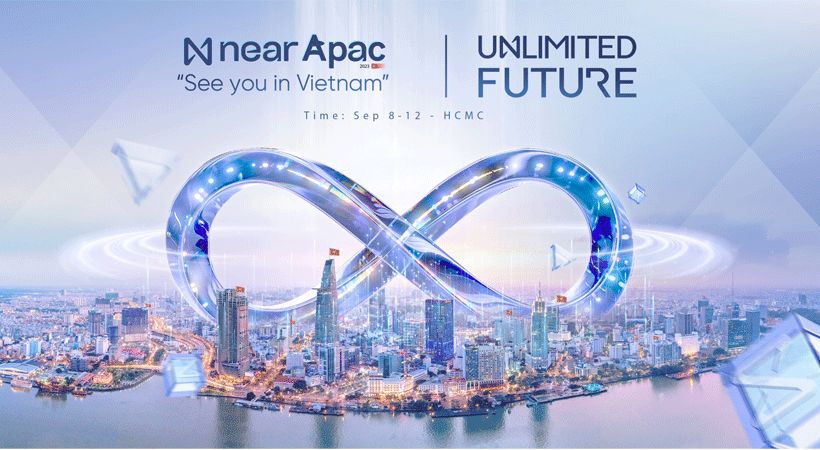 near Apac
2023
"See you in Vietnam"
UNLIMITED
FUTURE
Time: Sep 8-12 - HCMC